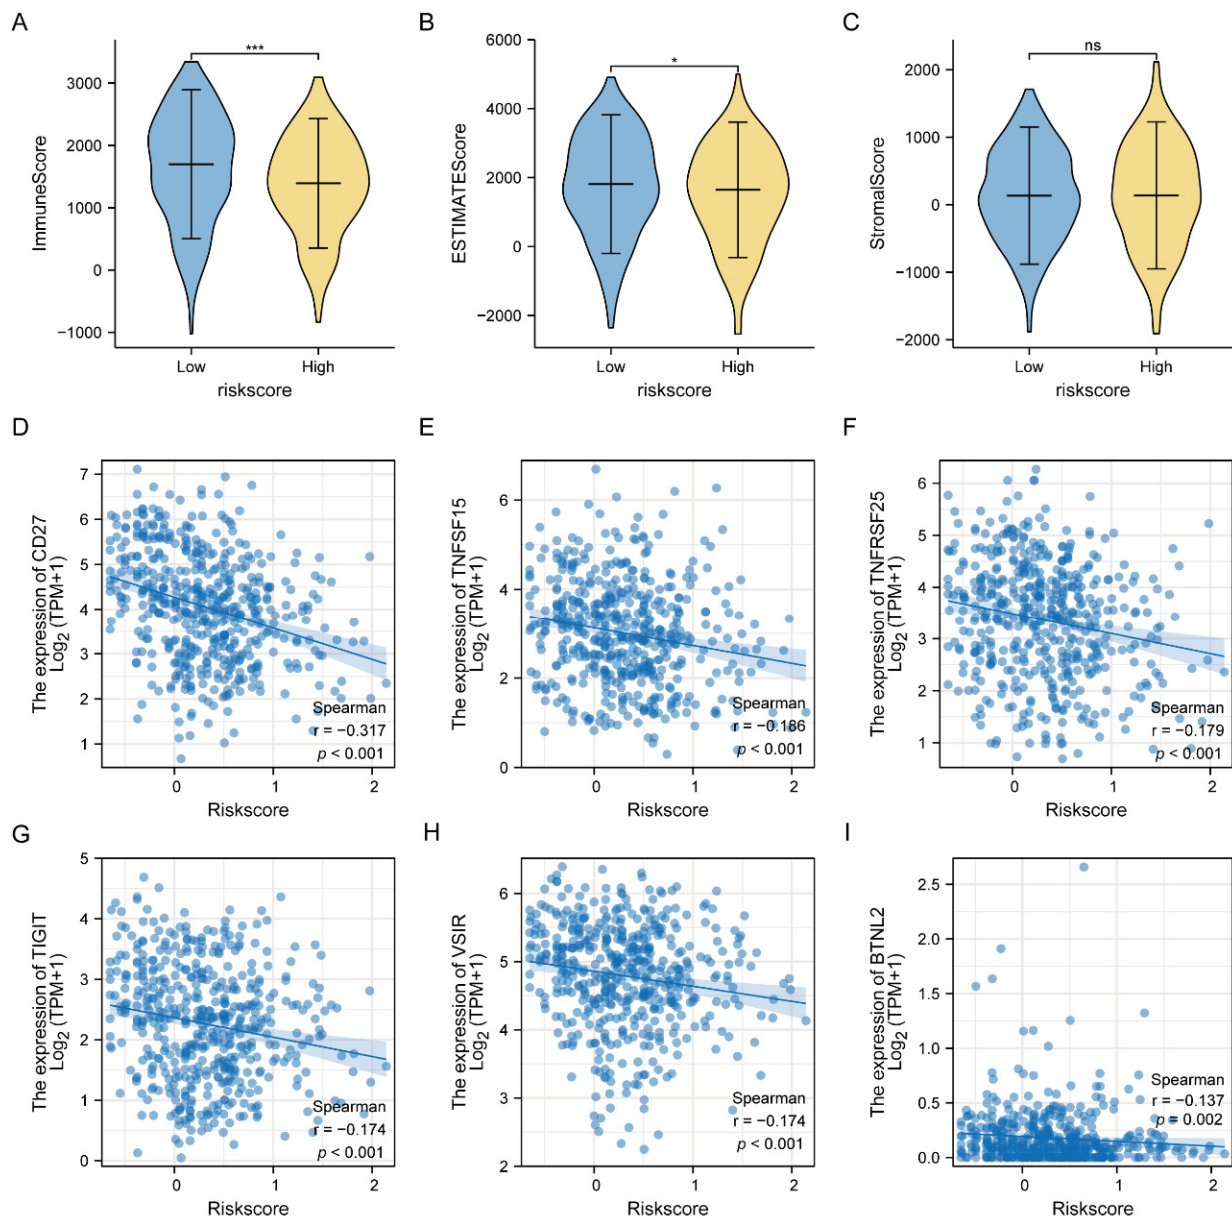 A
ImmuneScore
3000
2000
1000
0
−1000
***
Low
High
riskscore
B
ESTIMATEScore
6000
4000
2000
0
−2000
*
Low
High
riskscore
C
StromalScore
2000
1000
0
−1000
−2000
ns
Low
High
riskscore
D
The expression of CD27
Log2 (TPM+1)
7
6
5
4
3
2
1
Spearman
r = −0.317
p < 0.001
0
1
2
Riskscore
E
The expression of TNFSF15
Log2 (TPM+1)
6
4
2
0
Spearman
r = −0.186
p < 0.001
0
1
2
Riskscore
F
The expression of TNFRSF25
Log2 (TPM+1)
6
5
4
3
2
1
Spearman
r = −0.179
p < 0.001
0
1
2
Riskscore
G
The expression of TIGIT
Log2 (TPM+1)
5
4
3
2
1
0
Spearman
r = −0.174
p < 0.001
0
1
2
Riskscore
H
The expression of VSIR
Log2 (TPM+1)
6
5
4
3
2
Spearman
r = −0.174
p < 0.001
0
1
2
Riskscore
I
The expression of BTNL2
Log2 (TPM+1)
2.5
2.0
1.5
1.0
0.5
0.0
Spearman
r = −0.137
p = 0.002
0
1
2
Riskscore